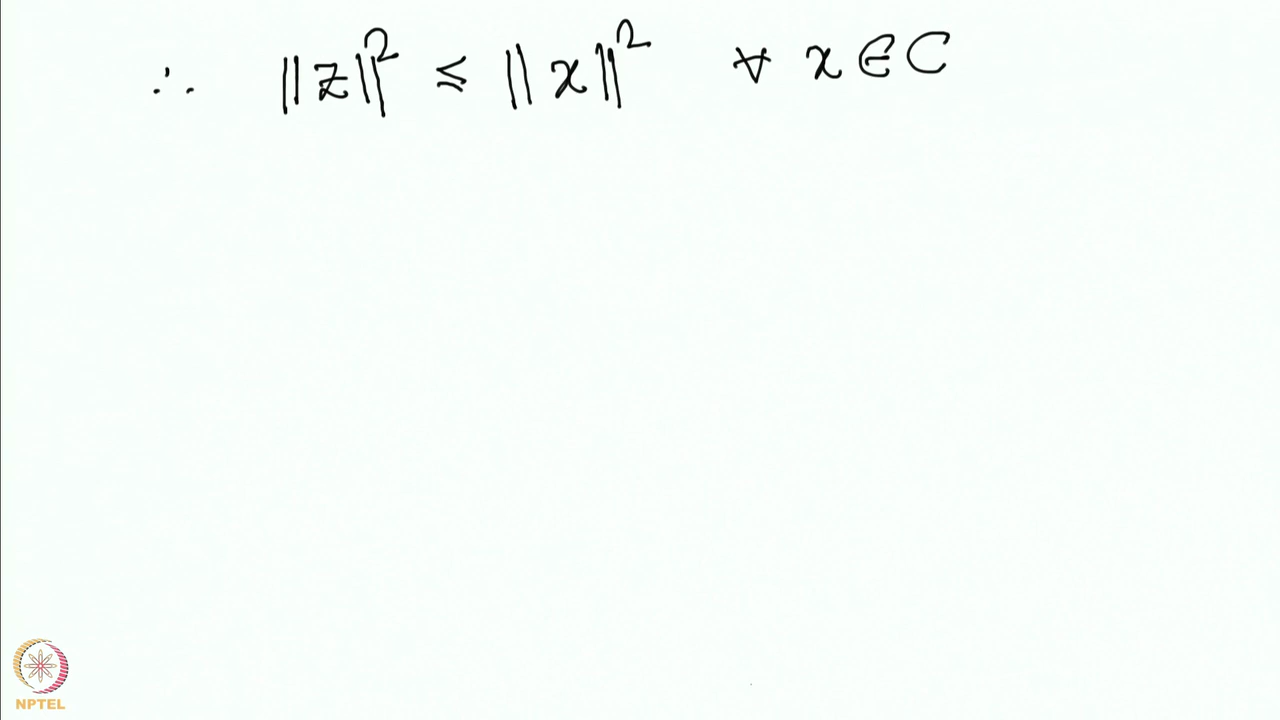 ∴ ||z||² ≤ ||x||² ∀ x ∈ C
NPTEL